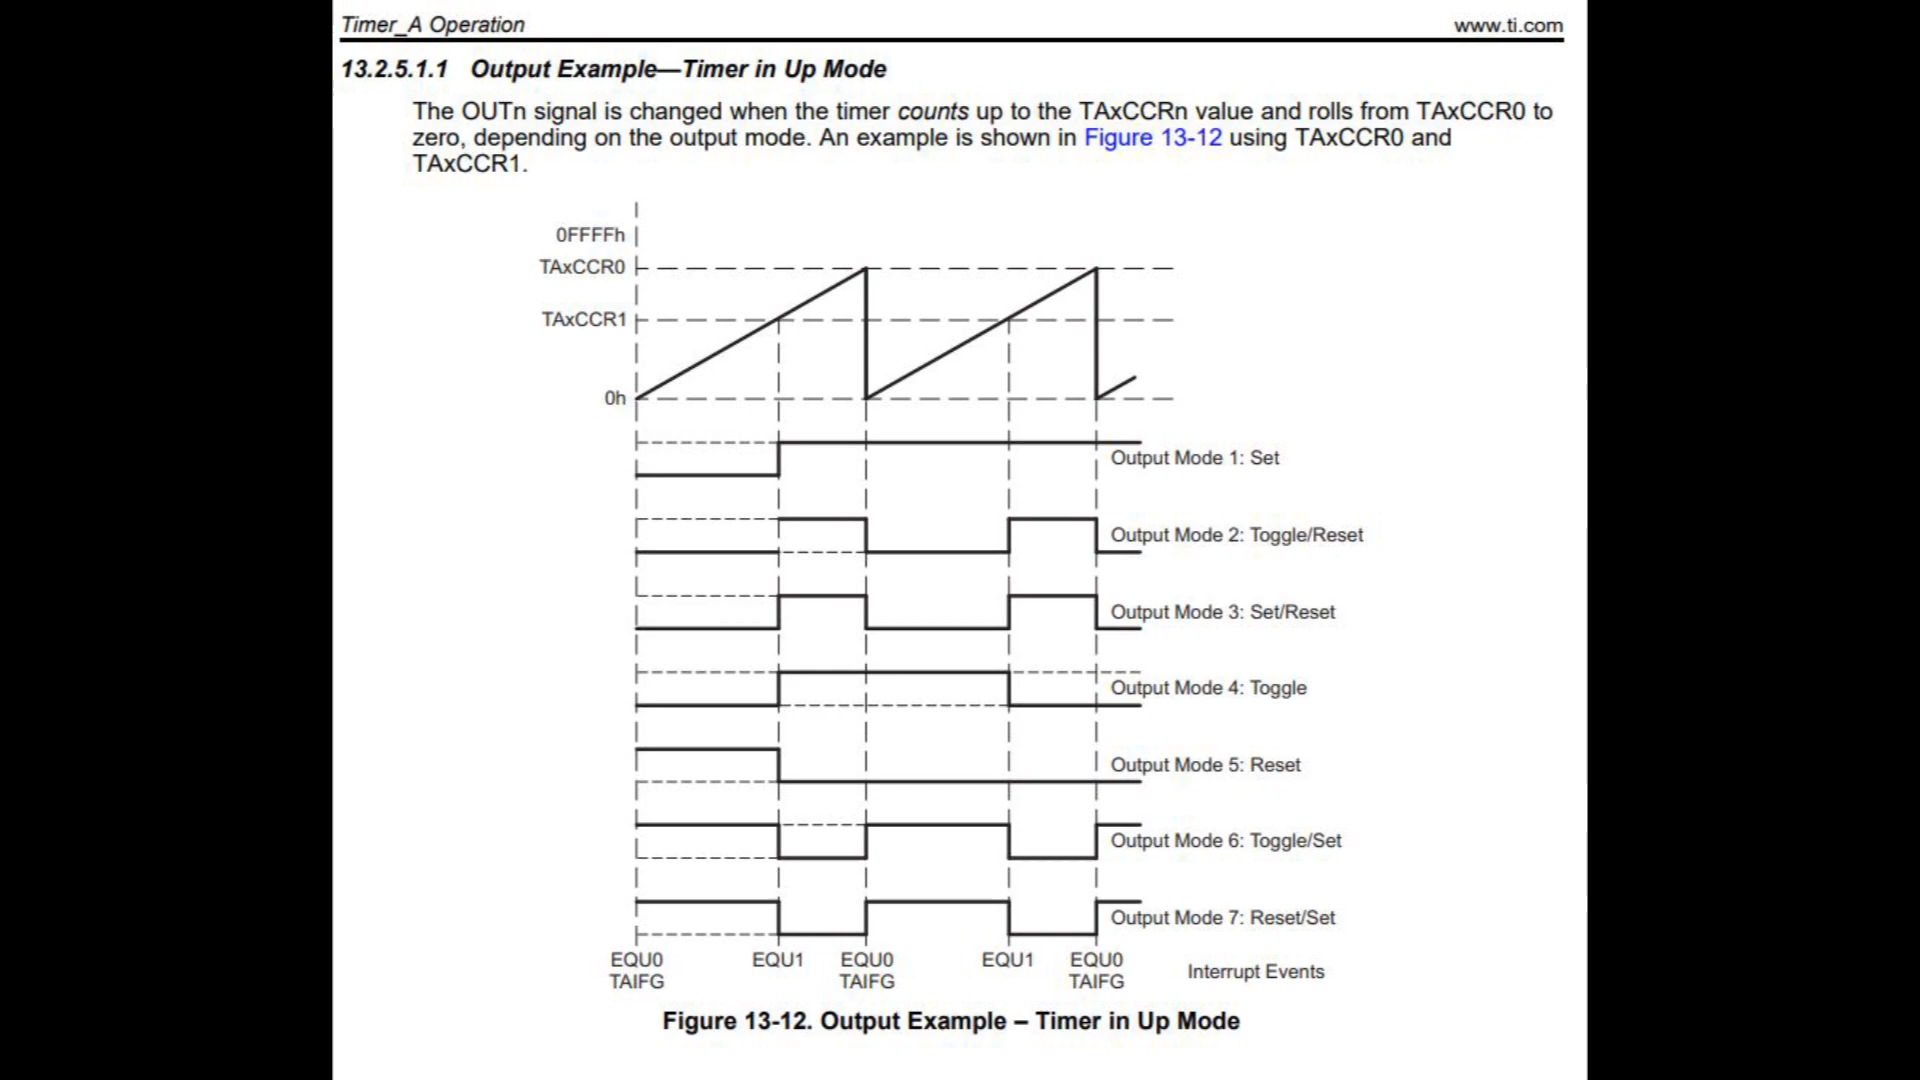 Timer_A Operation
www.ti.com
13.2.5.1.1 Output Example—Timer in Up Mode
The OUTn signal is changed when the timer counts up to the TAxCCRn value and rolls from TAxCCR0 to
zero, depending on the output mode. An example is shown in Figure 13-12 using TAxCCR0 and
TAxCCR1.
0FFFFh
TAxCCR0
TAxCCR1
0h
Output Mode 1: Set
Output Mode 2: Toggle/Reset
Output Mode 3: Set/Reset
Output Mode 4: Toggle
Output Mode 5: Reset
Output Mode 6: Toggle/Set
Output Mode 7: Reset/Set
EQU0 EQU1 EQU0 EQU1 EQU0
TAIFG TAIFG TAIFG
Interrupt Events
Figure 13-12. Output Example – Timer in Up Mode